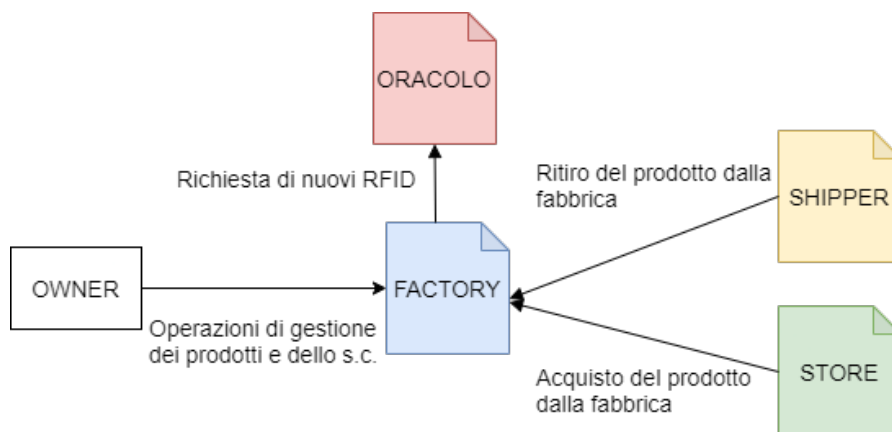 ORACOLO
Richiesta di nuovi RFID
Ritiro del prodotto dalla
fabbrica
SHIPPER
OWNER
FACTORY
Operazioni di gestione
dei prodotti e dello s.c.
Acquisto del prodotto
dalla fabbrica
STORE